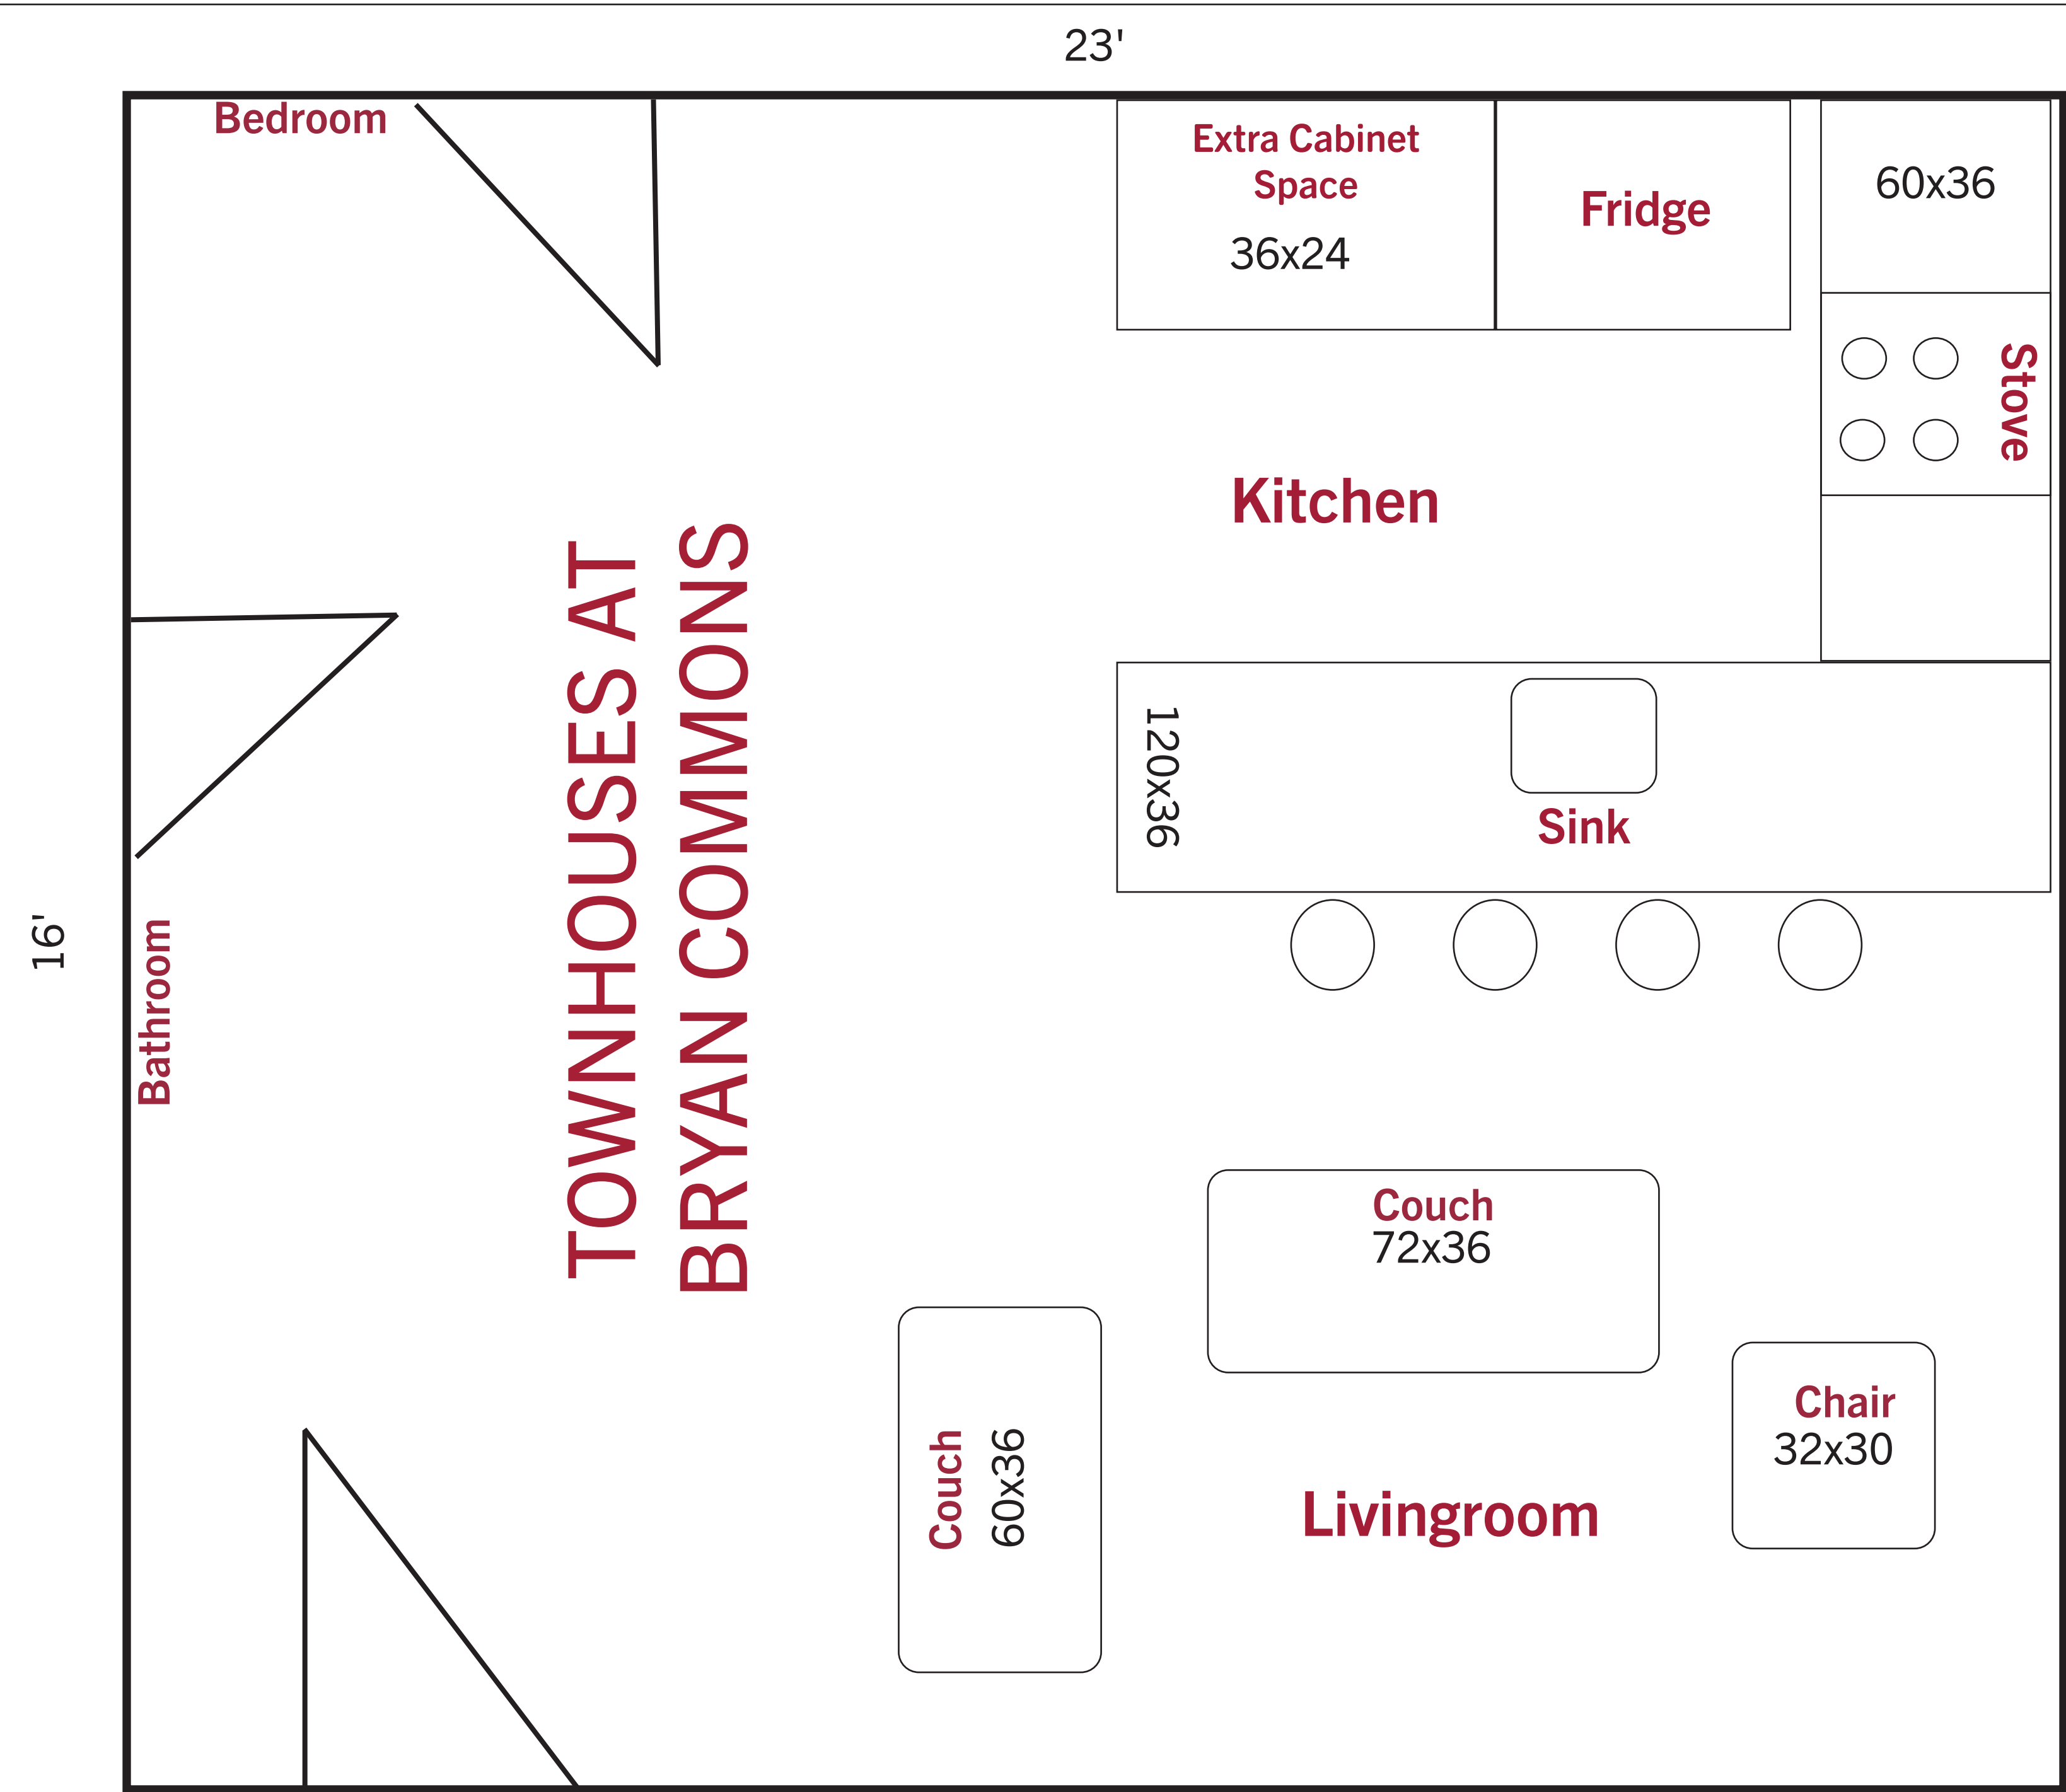 23'
Bedroom
Extra Cabinet
Space
36x24
Fridge
60x36
Stove
Kitchen
TOWNHOUSES AT
BRYAN COMMONS
120x36
Sink
16'
Bathroom
Couch
72x36
Chair
32x30
Couch
60x36
Livingroom